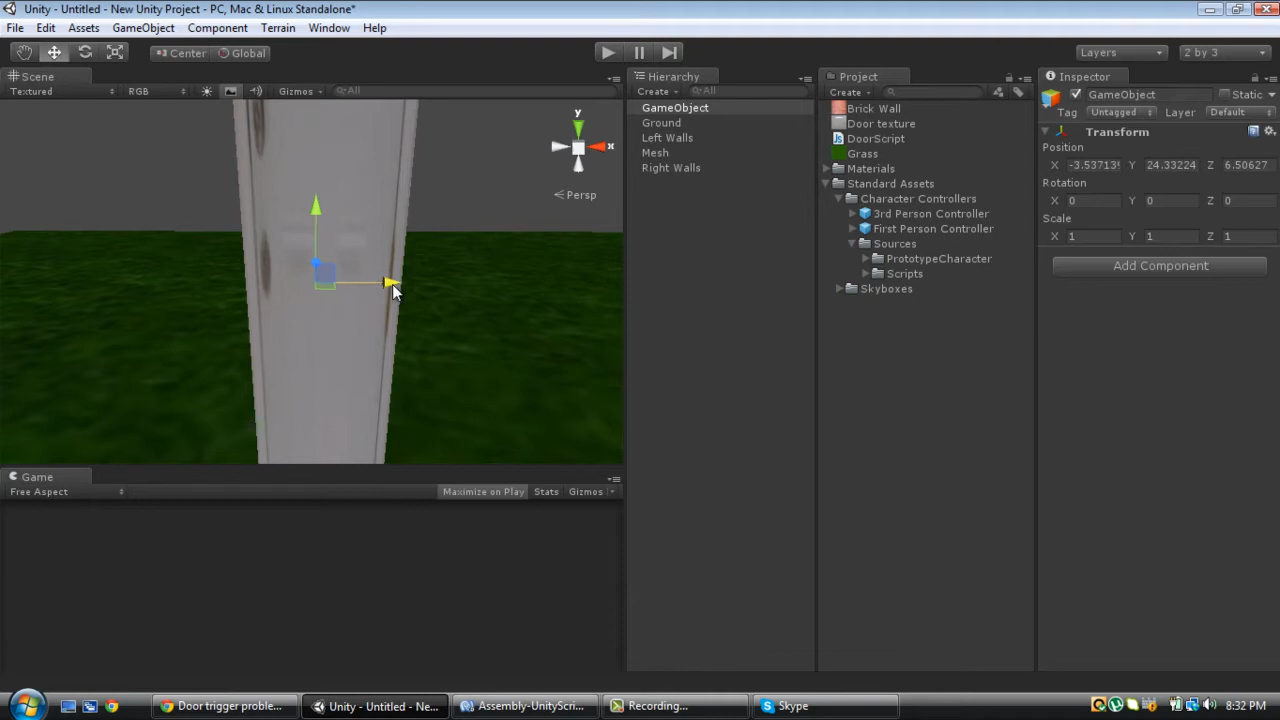 Unity - Untitled - New Unity Project - PC, Mac & Linux Standalone*
File Edit Assets GameObject Component Terrain Window Help
Center Global Layers 2 by 3
Scene
Textured RGB Gizmos All
y
x
Persp
Game
Free Aspect Maximize on Play Stats Gizmos
Hierarchy
Create All
GameObject
Ground
Left Walls
Mesh
Right Walls
Project
Create
Brick Wall
Door texture
DoorScript
Grass
Materials
Standard Assets
Character Controllers
3rd Person Controller
First Person Controller
Sources
PrototypeCharacter
Scripts
Skyboxes
Inspector
GameObject Static
Tag Untagged Layer Default
Transform
Position
X -3.53713 Y 24.33224 Z 6.50627
Rotation
X 0 Y 0 Z 0
Scale
X 1 Y 1 Z 1
Add Component
Door trigger proble... Unity - Untitled - Ne... Assembly-UnityScri... Recording... Skype 8:32 PM